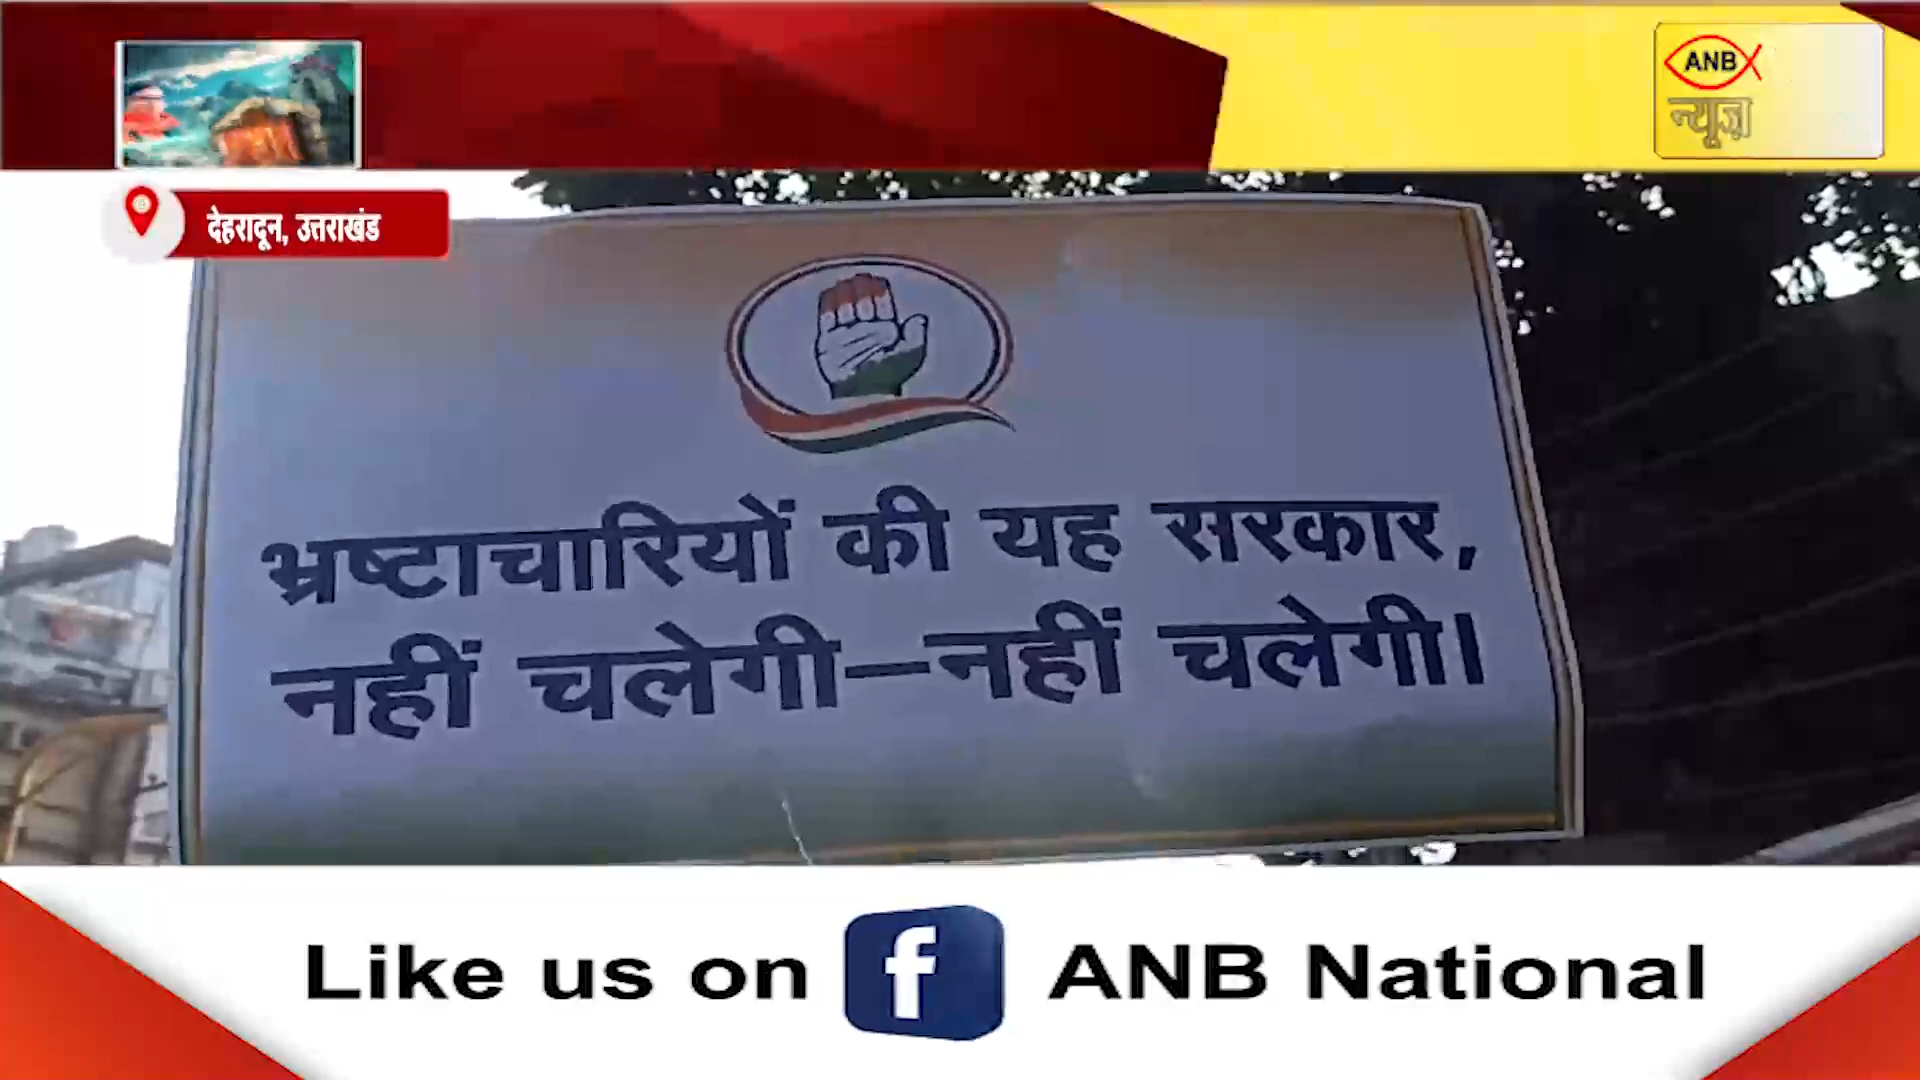 ANB
न्यूज़
देहरादून, उत्तराखंड
भ्रष्टाचारियों की यह सरकार,
नहीं चलेगी–नहीं चलेगी।
Like us on f ANB National